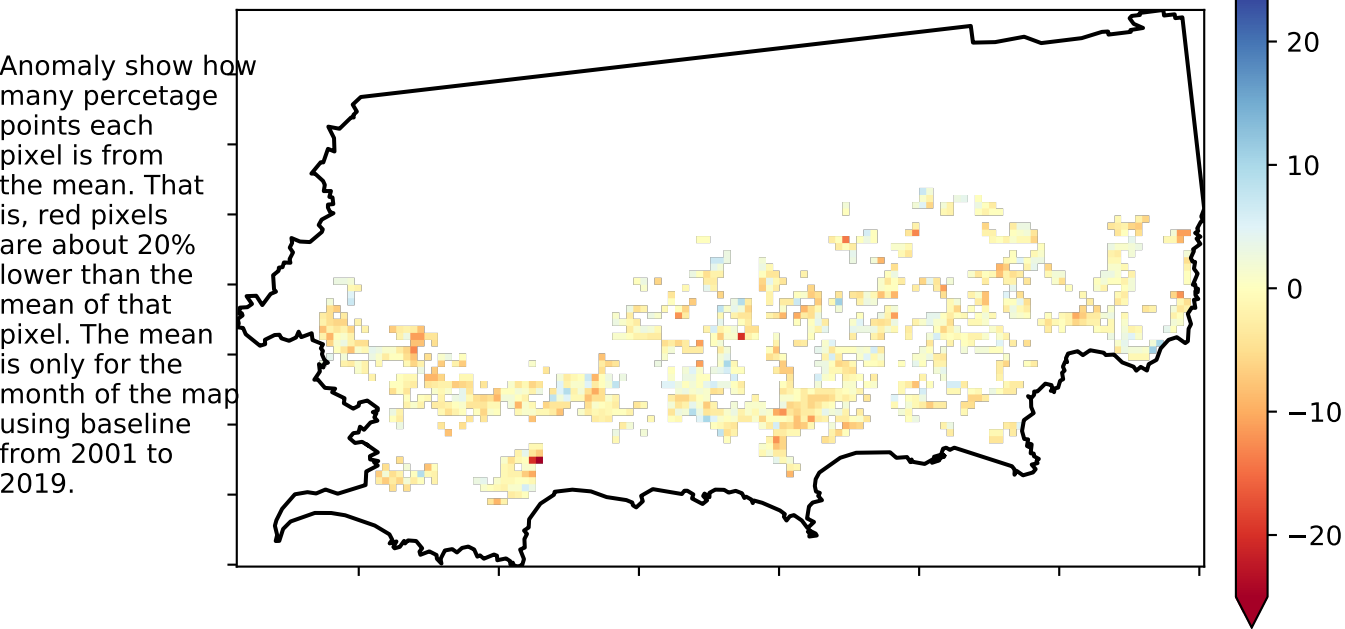 Anomaly show how
many percetage
points each
pixel is from
the mean. That
is, red pixels
are about 20%
lower than the
mean of that
pixel. The mean
is only for the
month of the map
using baseline
from 2001 to
2019.
20
10
0
−10
−20